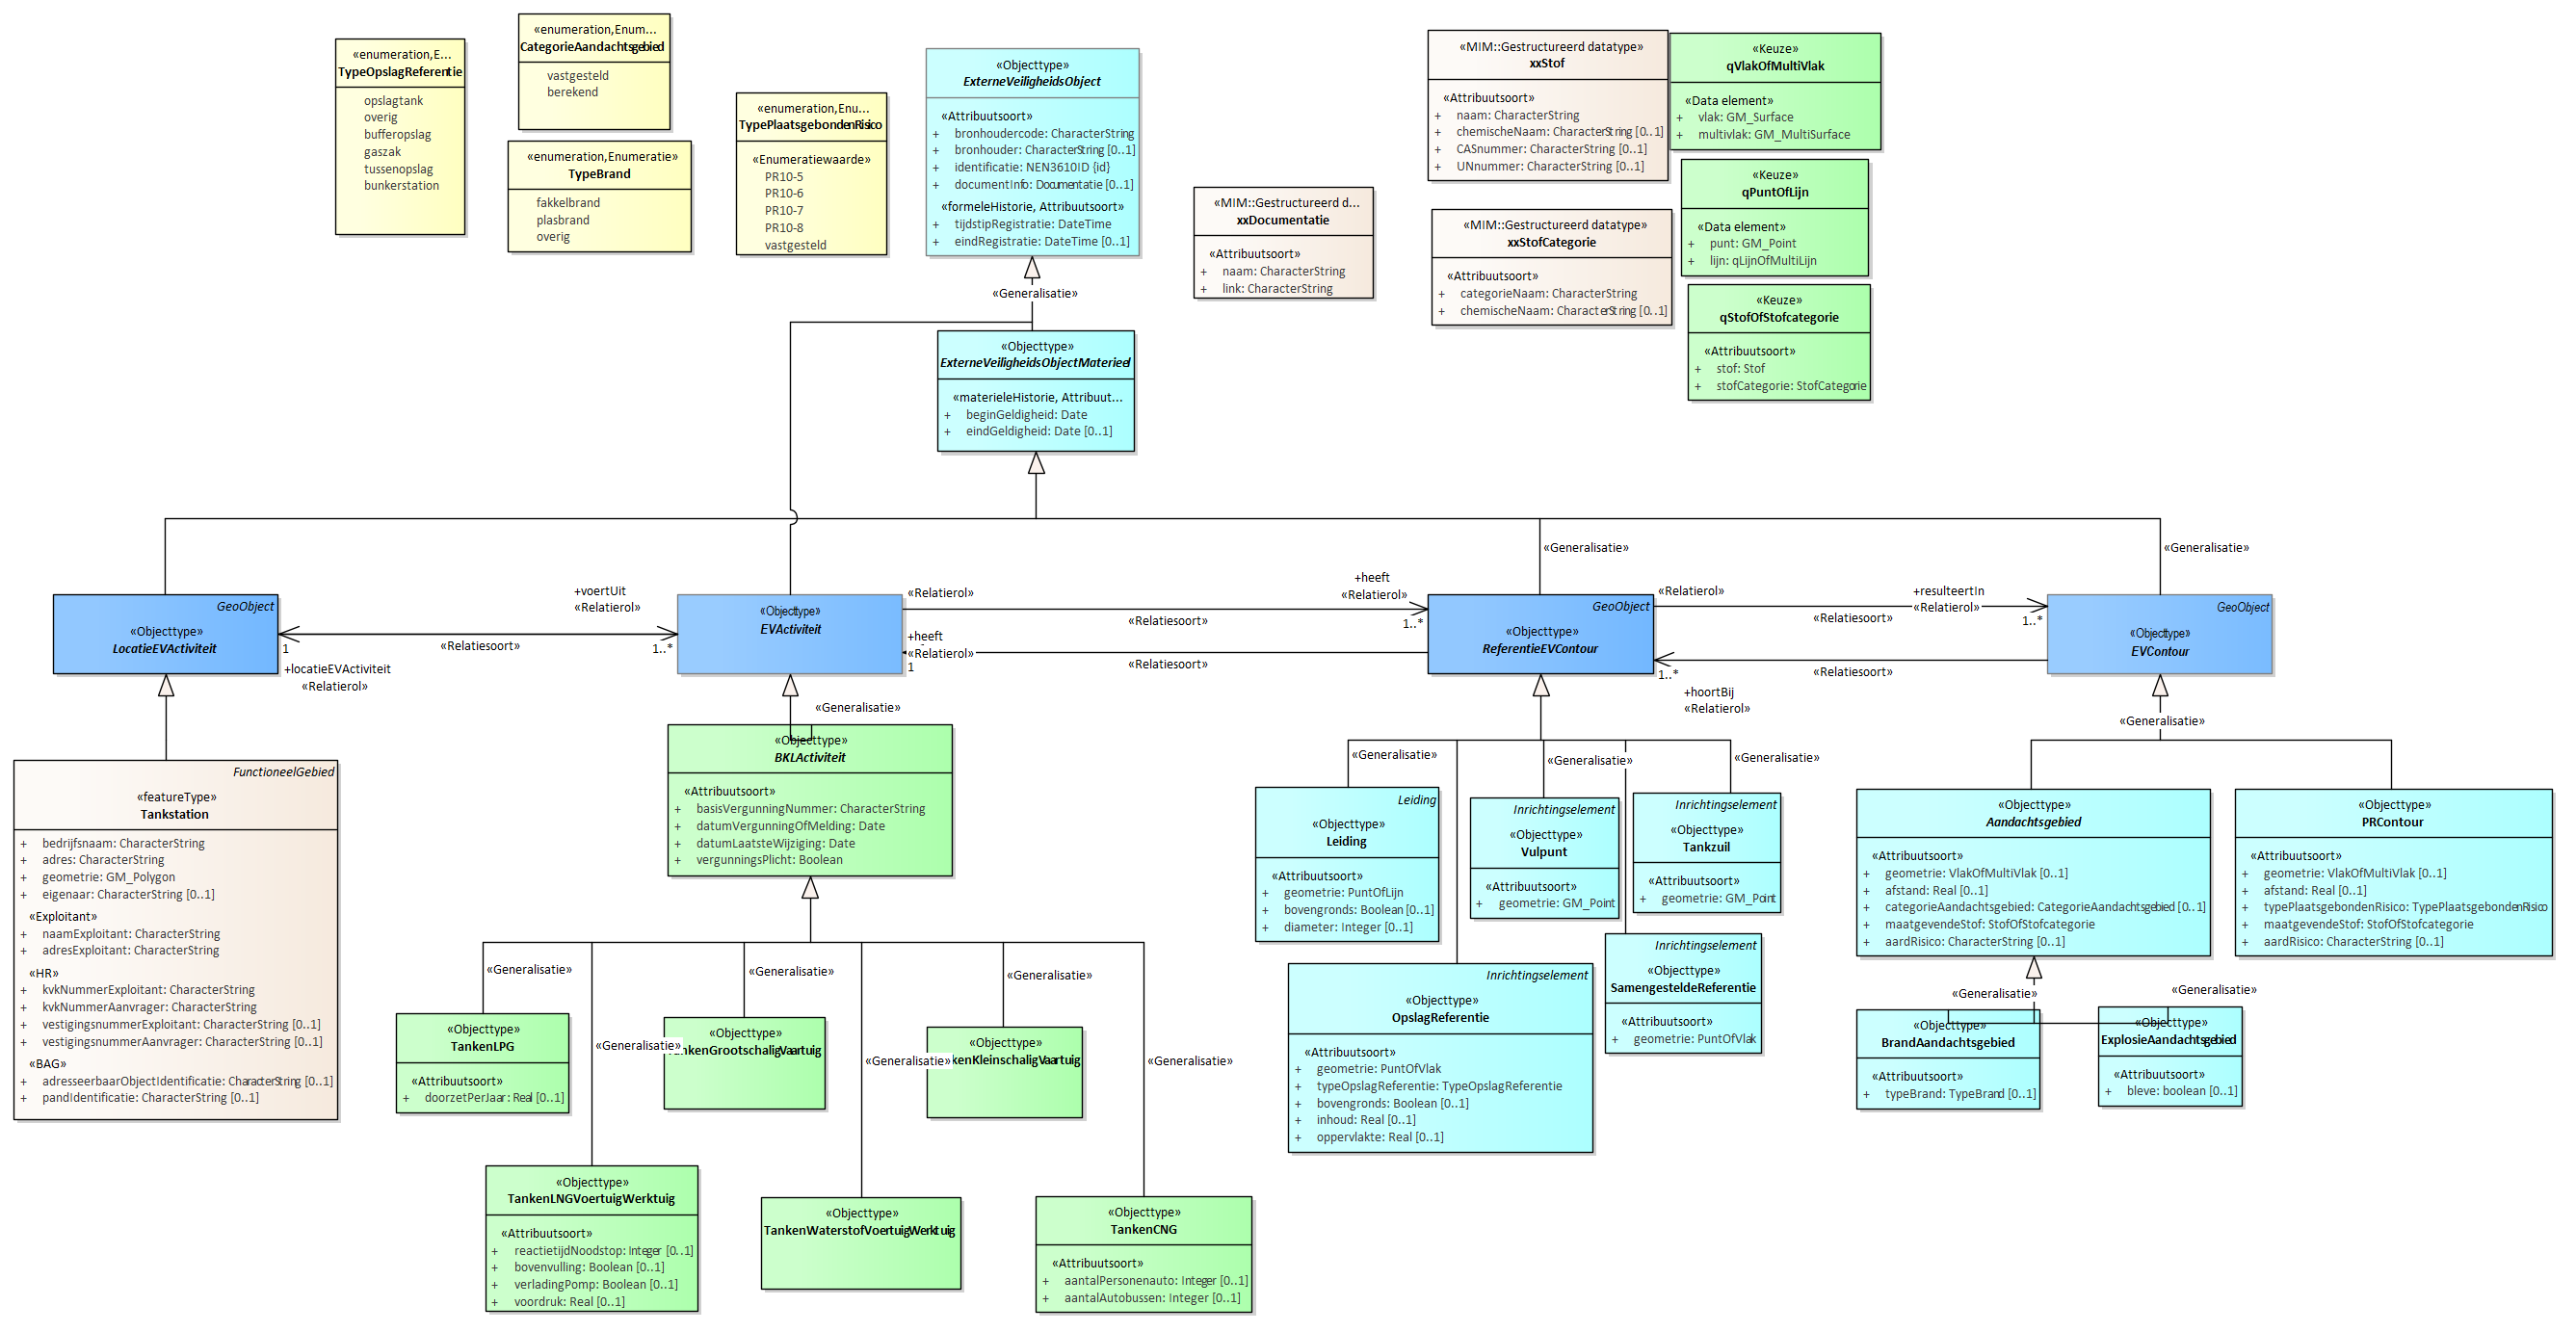 «enumeration,E...
TypeOpslagReferentie
opslagtank
overig
bufferopslag
gaszak
tussenopslag
bunkerstation
«enumeration,Enum...
CategorieAandachtsgebied
vastgesteld
berekend
«enumeration,Enumeratie»
TypeBrand
fakkelbrand
plasbrand
overig
«enumeration,Enu...
TypePlaatsgebondenRisico
«Enumeratiewaarde»
PR10-5
PR10-6
PR10-7
PR10-8
vastgesteld
«Objecttype»
ExterneVeiligheidsObject
«Attribuutsoort»
+ bronhoudercode: CharacterString
+ bronhouder: CharacterString [0..1]
+ identificatie: NEN3610ID {id}
+ documentInfo: Documentatie [0..1]
«formeleHistorie, Attribuutsoort»
+ tijdstipRegistratie: DateTime
+ eindRegistratie: DateTime [0..1]
«MIM::Gestructureerd d...
xxDocumentatie
«Attribuutsoort»
+ naam: CharacterString
+ link: CharacterString
«MIM::Gestructureerd datatype»
xxStof
«Attribuutsoort»
+ naam: CharacterString
+ chemischeNaam: CharacterString [0..1]
+ CASnummer: CharacterString [0..1]
+ UNnummer: CharacterString [0..1]
«MIM::Gestructureerd datatype»
xxStofCategorie
«Attribuutsoort»
+ categorieNaam: CharacterString
+ chemischeNaam: CharacterString [0..1]
«Keuze»
qVlakOfMultiVlak
«Data element»
+ vlak: GM_Surface
+ multivlak: GM_MultiSurface
«Keuze»
qPuntOfLijn
«Data element»
+ punt: GM_Point
+ lijn: qLijnOfMultiLijn
«Keuze»
qStofOfStofcategorie
«Attribuutsoort»
+ stof: Stof
+ stofCategorie: StofCategorie
«Generalisatie»
«Objecttype»
ExterneVeiligheidsObjectMaterieel
«materieleHistorie, Attribuut...
+ beginGeldigheid: Date
+ eindGeldigheid: Date [0..1]
«Generalisatie»
«Generalisatie»
GeoObject
«Objecttype»
LocatieEVActiviteit
+voertUit
«Relatierol»
1..*
«Relatiesoort»
1
+locatieEVActiviteit
«Relatierol»
«Objecttype»
EVActiviteit
«Relatierol»
+heeft
«Relatierol»
1..*
«Relatiesoort»
+heeft
«Relatierol»
1
«Relatiesoort»
GeoObject
«Objecttype»
ReferentieEVContour
«Relatierol»
+resulteertIn
«Relatierol»
1..*
«Relatiesoort»
«Relatiesoort»
1..*
+hoortBij
«Relatierol»
GeoObject
«Objecttype»
EVContour
FunctioneelGebied
«featureType»
Tankstation
+ bedrijfsnaam: CharacterString
+ adres: CharacterString
+ geometrie: GM_Polygon
+ eigenaar: CharacterString [0..1]
«Exploitant»
+ naamExploitant: CharacterString
+ adresExploitant: CharacterString
«HR»
+ kvkNummerExploitant: CharacterString
+ kvkNummerAanvrager: CharacterString
+ vestigingsnummerExploitant: CharacterString [0..1]
+ vestigingsnummerAanvrager: CharacterString [0..1]
«BAG»
+ adresseerbaarObjectIdentificatie: CharacterString [0..1]
+ pandIdentificatie: CharacterString [0..1]
«Generalisatie»
«Objecttype»
BKLActiviteit
«Attribuutsoort»
+ basisVergunningNummer: CharacterString
+ datumVergunningOfMelding: Date
+ datumLaatsteWijziging: Date
+ vergunningsPlicht: Boolean
«Generalisatie»
«Generalisatie»
«Generalisatie»
«Generalisatie»
«Generalisatie»
«Generalisatie»
«Objecttype»
TankenLPG
«Attribuutsoort»
+ doorzetPerJaar: Real [0..1]
«Objecttype»
nkenGrootschaligVaartuig
«Objecttype»
kenKleinschaligVaartuig
«Objecttype»
TankenLNGVoertuigWerktuig
«Attribuutsoort»
+ reactietijdNoodstop: Integer [0..1]
+ bovenvulling: Boolean [0..1]
+ verladingPomp: Boolean [0..1]
+ voordruk: Real [0..1]
«Objecttype»
TankenWaterstofVoertuigWerktuig
«Objecttype»
TankenCNG
«Attribuutsoort»
+ aantalPersonenauto: Integer [0..1]
+ aantalAutobussen: Integer [0..1]
«Generalisatie»
«Generalisatie»
«Generalisatie»
Leiding
«Objecttype»
Leiding
«Attribuutsoort»
+ geometrie: PuntOfLijn
+ bovengronds: Boolean [0..1]
+ diameter: Integer [0..1]
Inrichtingselement
«Objecttype»
Vulpunt
«Attribuutsoort»
+ geometrie: GM_Point
Inrichtingselement
«Objecttype»
Tankzuil
«Attribuutsoort»
+ geometrie: GM_Point
Inrichtingselement
«Objecttype»
OpslagReferentie
«Attribuutsoort»
+ geometrie: PuntOfVlak
+ typeOpslagReferentie: TypeOpslagReferentie
+ bovengronds: Boolean [0..1]
+ inhoud: Real [0..1]
+ oppervlakte: Real [0..1]
Inrichtingselement
«Objecttype»
SamengesteldeReferentie
«Attribuutsoort»
+ geometrie: PuntOfVlak
«Generalisatie»
«Objecttype»
Aandachtsgebied
«Attribuutsoort»
+ geometrie: VlakOfMultiVlak [0..1]
+ afstand: Real [0..1]
+ categorieAandachtsgebied: CategorieAandachtsgebied [0..1]
+ maatgevendeStof: StofOfStofcategorie
+ aardRisico: CharacterString [0..1]
«Objecttype»
PRContour
«Attribuutsoort»
+ geometrie: VlakOfMultiVlak [0..1]
+ afstand: Real [0..1]
+ typePlaatsgebondenRisico: TypePlaatsgebondenRisico
+ maatgevendeStof: StofOfStofcategorie
+ aardRisico: CharacterString [0..1]
«Generalisatie»
«Generalisatie»
«Objecttype»
BrandAandachtsgebied
«Attribuutsoort»
+ typeBrand: TypeBrand [0..1]
«Objecttype»
ExplosieAandachtsgebied
«Attribuutsoort»
+ bleve: boolean [0..1]